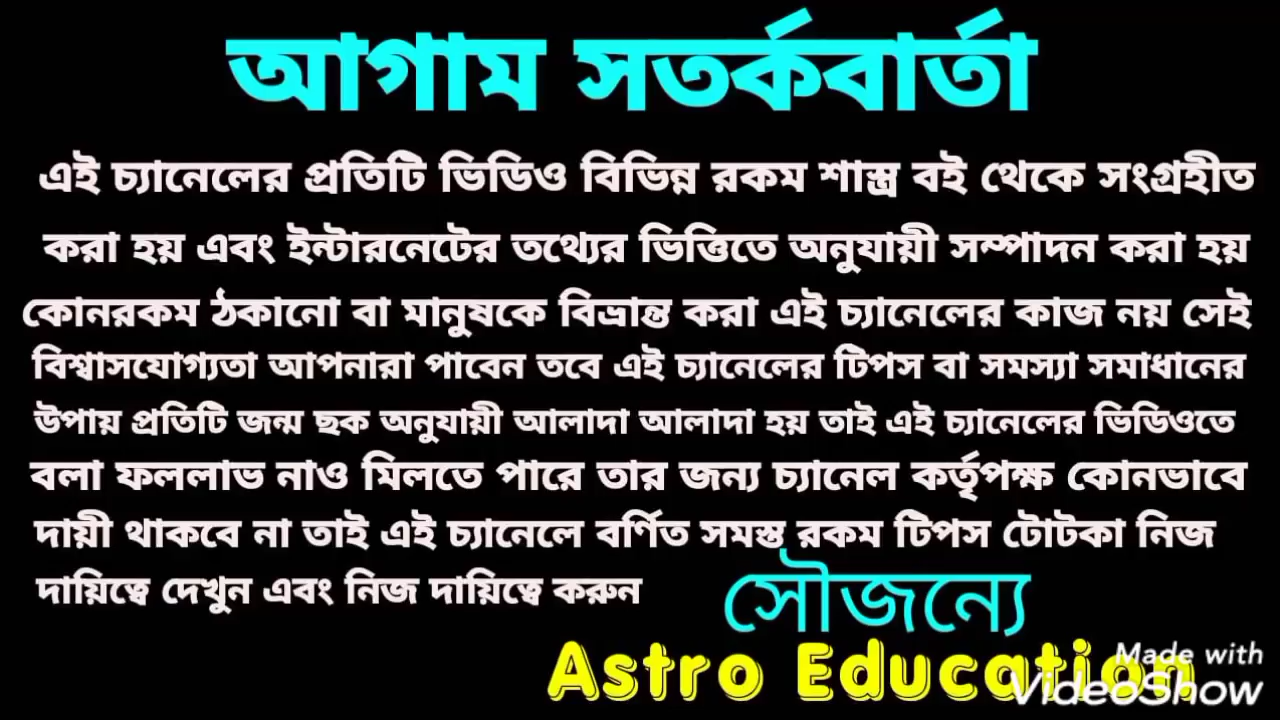 আগাম সতর্কবার্তা
এই চ্যানেলের প্রতিটি ভিডিও বিভিন্ন রকম শাস্ত্র বই থেকে সংগ্রহীত
করা হয় এবং ইন্টারনেটের তথ্যের ভিত্তিতে অনুযায়ী সম্পাদন করা হয়
কোনরকম ঠকানো বা মানুষকে বিভ্রান্ত করা এই চ্যানেলের কাজ নয় সেই
বিশ্বাসযোগ্যতা আপনারা পাবেন তবে এই চ্যানেলের টিপস বা সমস্যা সমাধানের
উপায় প্রতিটি জন্ম ছক অনুযায়ী আলাদা আলাদা হয় তাই এই চ্যানেলের ভিডিওতে
বলা ফললাভ নাও মিলতে পারে তার জন্য চ্যানেল কর্তৃপক্ষ কোনভাবে
দায়ী থাকবে না তাই এই চ্যানেলে বর্ণিত সমস্ত রকম টিপস টোটকা নিজ
দায়িত্বে দেখুন এবং নিজ দায়িত্বে করুন
সৌজন্যে
Astro Education
Made with
VideoShow